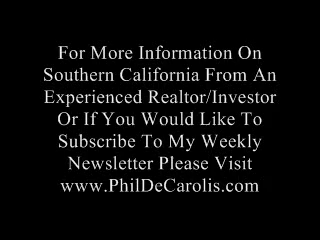 For More Information On
Southern California From An
Experienced Realtor/Investor
Or If You Would Like To
Subscribe To My Weekly
Newsletter Please Visit
www.PhilDeCarolis.com